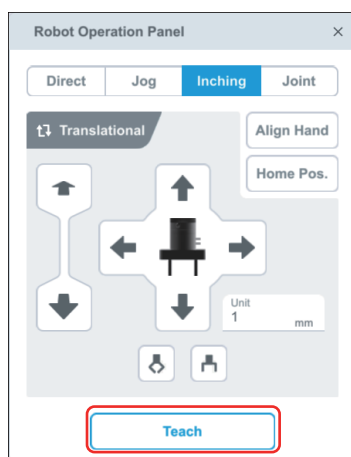 Robot Operation Panel
Direct Jog Inching Joint
Translational
Align Hand
Home Pos.
Unit
1 mm
Teach